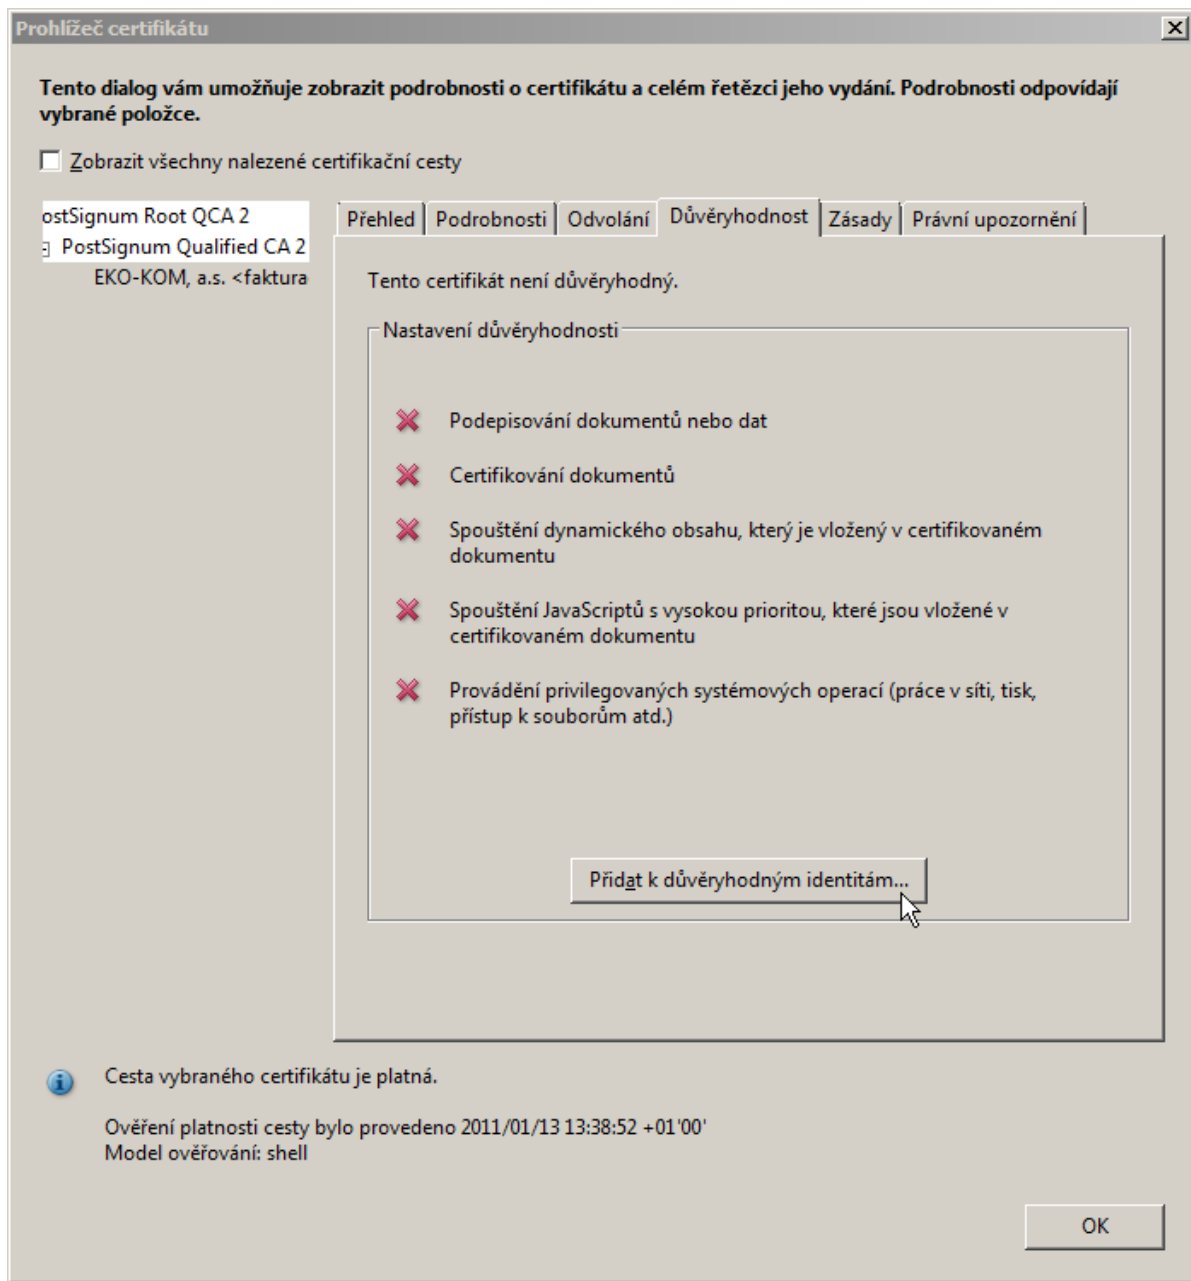 Prohlížeč certifikátu
Tento dialog vám umožňuje zobrazit podrobnosti o certifikátu a celém řetězci jeho vydání. Podrobnosti odpovídají
vybrané položce.
Zobrazit všechny nalezené certifikační cesty
ostSignum Root QCA 2
PostSignum Qualified CA 2
EKO-KOM, a.s. <faktura
Přehled Podrobnosti Odvolání Důvěryhodnost Zásady Právní upozornění
Tento certifikát není důvěryhodný.
Nastavení důvěryhodnosti
Podepisování dokumentů nebo dat
Certifikování dokumentů
Spouštění dynamického obsahu, který je vložený v certifikovaném
dokumentu
Spouštění JavaScriptů s vysokou prioritou, které jsou vložené v
certifikovaném dokumentu
Provádění privilegovaných systémových operací (práce v síti, tisk,
přístup k souborům atd.)
Přidat k důvěryhodným identitám...
Cesta vybraného certifikátu je platná.
Ověření platnosti cesty bylo provedeno 2011/01/13 13:38:52 +01'00'
Model ověřování: shell
OK